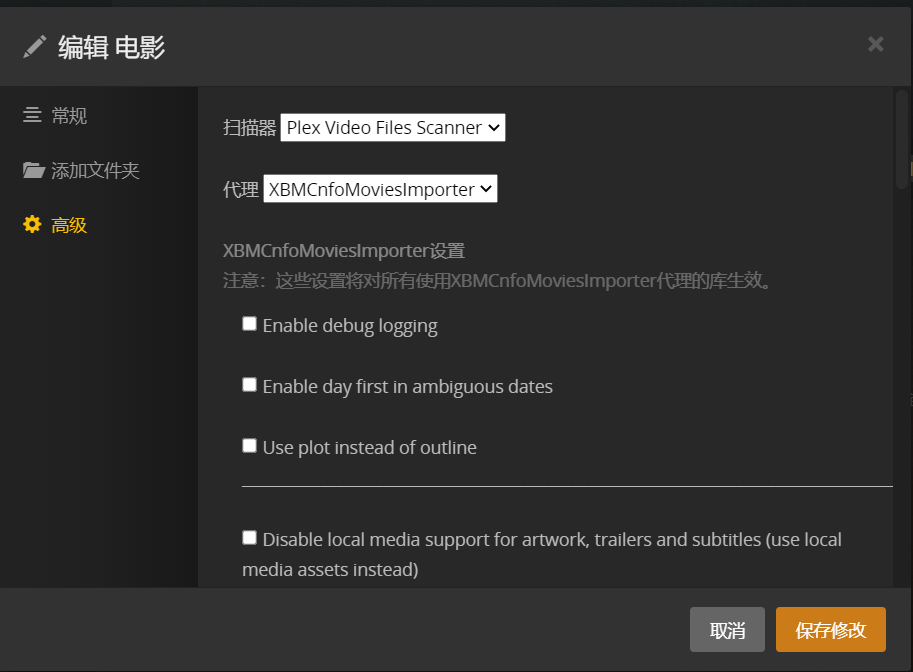 编辑 电影
常规
添加文件夹
高级
扫描器 Plex Video Files Scanner
代理 XBMCnfoMoviesImporter
XBMCnfoMoviesImporter设置
注意：这些设置将对所有使用XBMCnfoMoviesImporter代理的库生效。
Enable debug logging
Enable day first in ambiguous dates
Use plot instead of outline
Disable local media support for artwork, trailers and subtitles (use local
media assets instead)
取消 保存修改